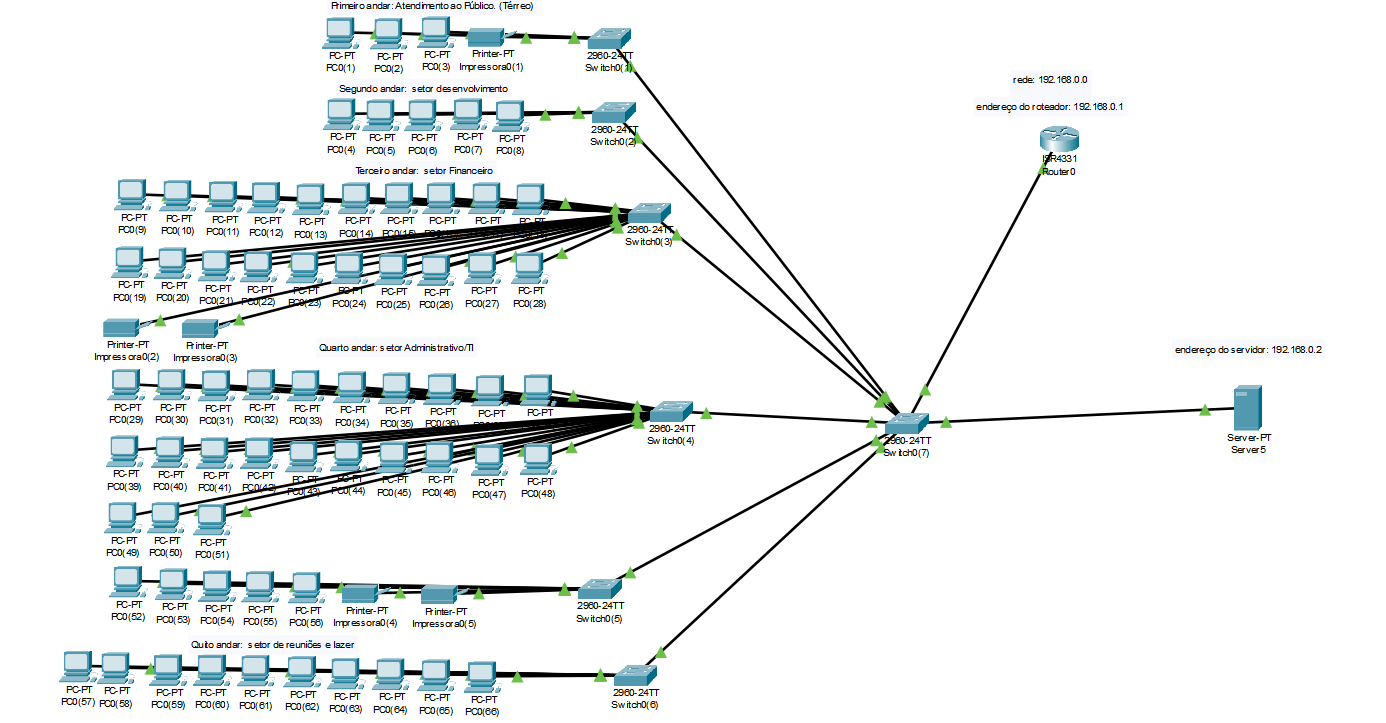 Primeiro andar: Atendimento ao Público. (Térreo)
PC-PT PC-PT PC-PT Printer-PT 2960-24TT
PC0(1) PC0(2) PC0(3) Impressora0(1) Switch0(1)
rede: 192.168.0.0
Segundo andar: setor desenvolvimento
endereço do roteador: 192.168.0.1
PC-PT PC-PT PC-PT PC-PT PC-PT 2960-24TT
PC0(4) PC0(5) PC0(6) PC0(7) PC0(8) Switch0(2)
ISR4331
Router0
Terceiro andar: setor Financeiro
PC-PT PC-PT PC-PT PC-PT PC-PT PC-PT PC-PT 2960-24TT
PC0(9) PC0(10) PC0(11) PC0(12) PC0(13) PC0(14) Switch0(3)
PC-PT PC-PT PC-PT PC-PT PC-PT PC-PT PC-PT PC-PT PC-PT PC-PT
PC0(19) PC0(20) PC0(21) PC0(22) PC0(23) PC0(24) PC0(25) PC0(26) PC0(27) PC0(28)
Printer-PT Printer-PT
Impressora0(2) Impressora0(3)
Quarto andar: setor Administrativo/TI
endereço do servidor: 192.168.0.2
PC-PT PC-PT PC-PT PC-PT PC-PT PC-PT PC-PT PC-PT PC-PT PC-PT 2960-24TT
PC0(29) PC0(30) PC0(31) PC0(32) PC0(33) PC0(34) PC0(35) PC0(36) Switch0(4)
2960-24TT
Switch0(7)
Server-PT
Server5
PC-PT PC-PT PC-PT PC-PT PC-PT PC-PT PC-PT PC-PT PC-PT PC-PT
PC0(39) PC0(40) PC0(41) PC0(42) PC0(43) PC0(44) PC0(45) PC0(46) PC0(47) PC0(48)
PC-PT PC-PT PC-PT
PC0(49) PC0(50) PC0(51)
PC-PT PC-PT PC-PT PC-PT PC-PT Printer-PT Printer-PT 2960-24TT
PC0(52) PC0(53) PC0(54) PC0(55) PC0(56) Impressora0(4) Impressora0(5) Switch0(5)
Quito andar: setor de reuniões e lazer
PC-PT PC-PT PC-PT PC-PT PC-PT PC-PT PC-PT PC-PT PC-PT PC-PT 2960-24TT
PC0(57) PC0(58) PC0(59) PC0(60) PC0(61) PC0(62) PC0(63) PC0(64) PC0(65) PC0(66) Switch0(6)